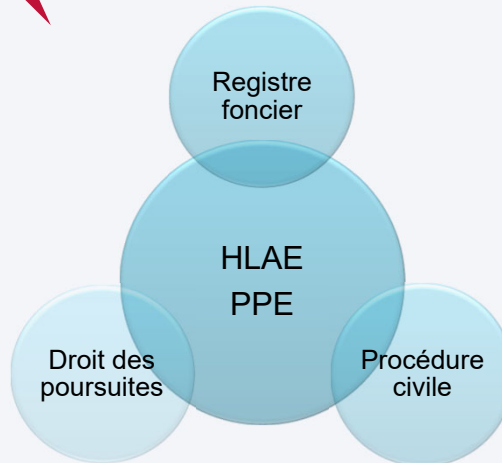 Registre
foncier
HLAE
PPE
Droit des
poursuites
Procédure
civile